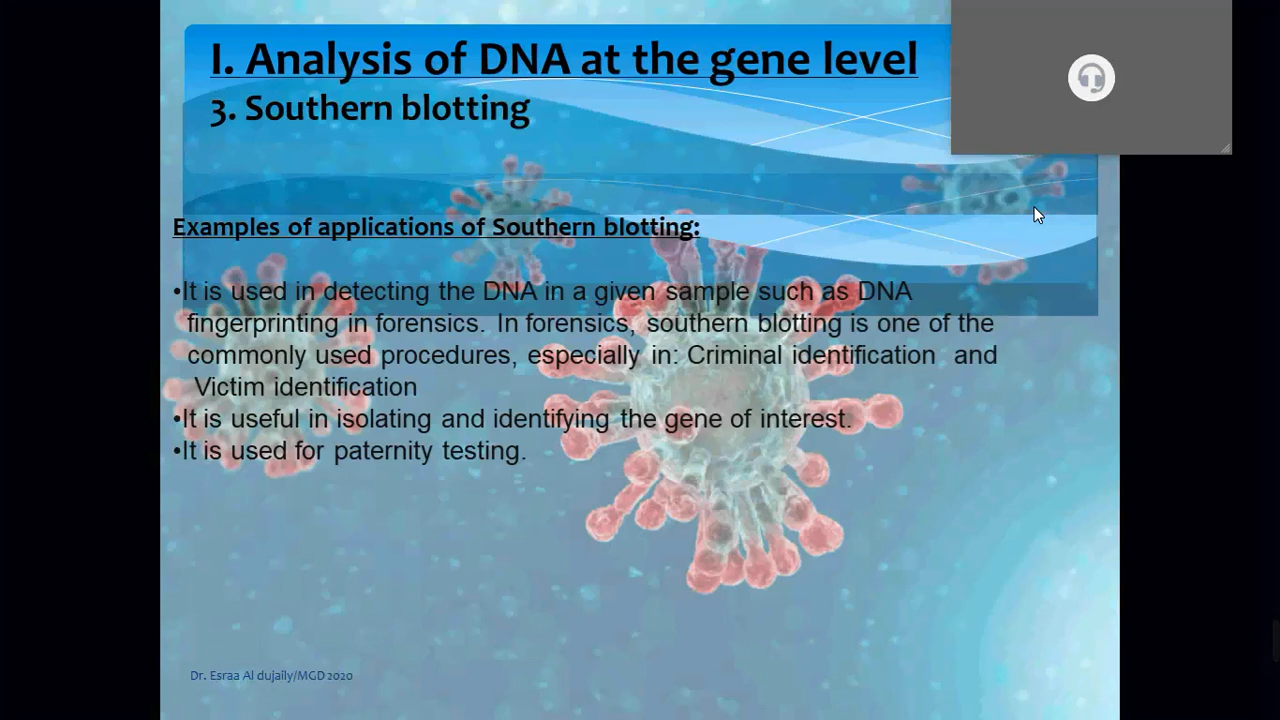 I. Analysis of DNA at the gene level
3. Southern blotting
Examples of applications of Southern blotting:
•It is used in detecting the DNA in a given sample such as DNA
fingerprinting in forensics. In forensics, southern blotting is one of the
commonly used procedures, especially in: Criminal identification and
Victim identification
•It is useful in isolating and identifying the gene of interest.
•It is used for paternity testing.
Dr. Esraa Al dujaily/MGD 2020